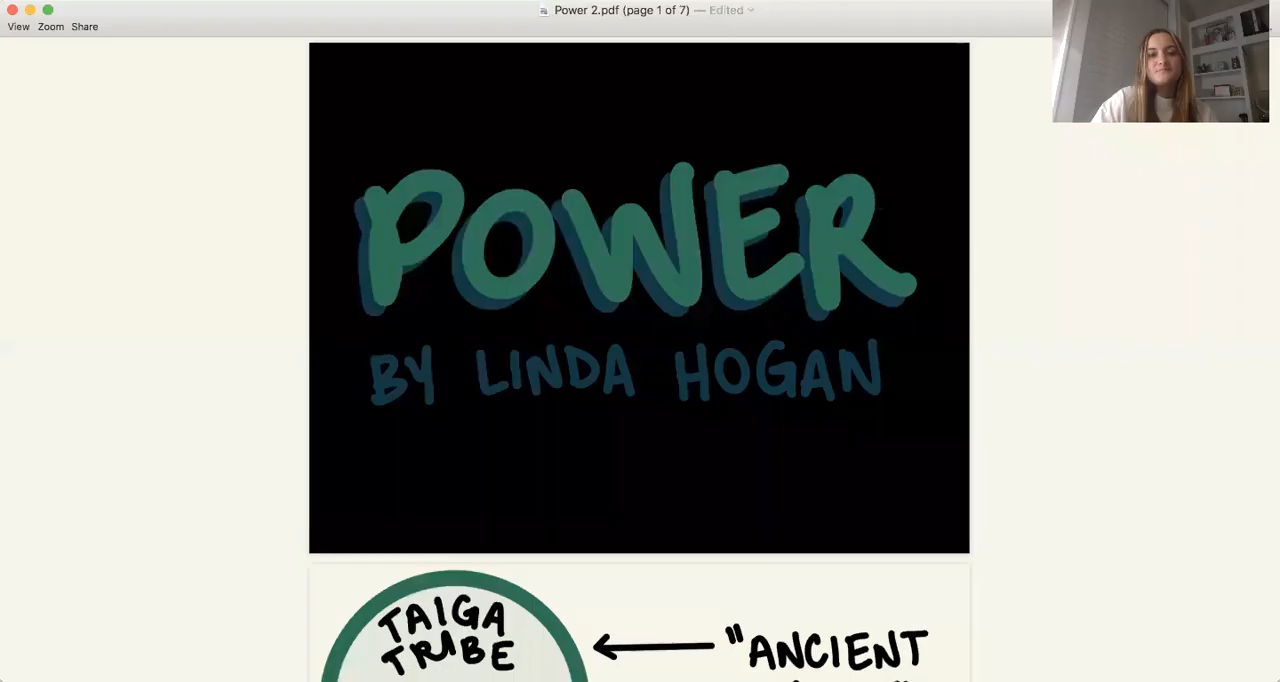 Power 2.pdf (page 1 of 7) — Edited
View Zoom Share
POWER
BY LINDA HOGAN
TAIGA
TRIBE
"ANCIENT